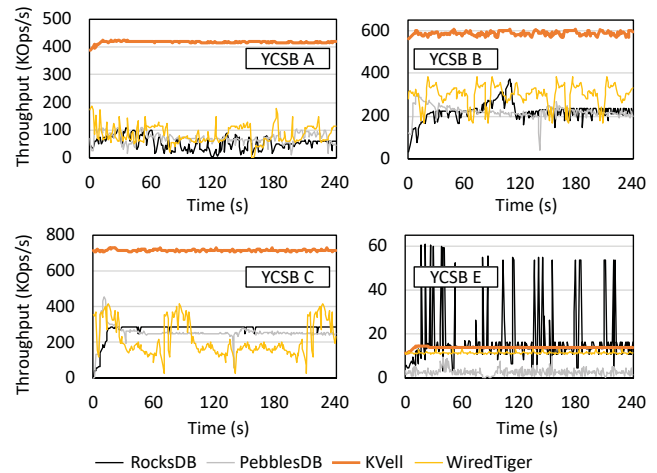 Throughput (KOps/s)
500
400
300
200
100
0
YCSB A
0 60 120 180 240
Time (s)
600
400
200
0
YCSB B
0 60 120 180 240
Time (s)
Throughput (KOps/s)
800
600
400
200
0
YCSB C
0 60 120 180 240
Time (s)
60
40
20
0
YCSB E
0 60 120 180 240
Time (s)
RocksDB PebblesDB KVell WiredTiger